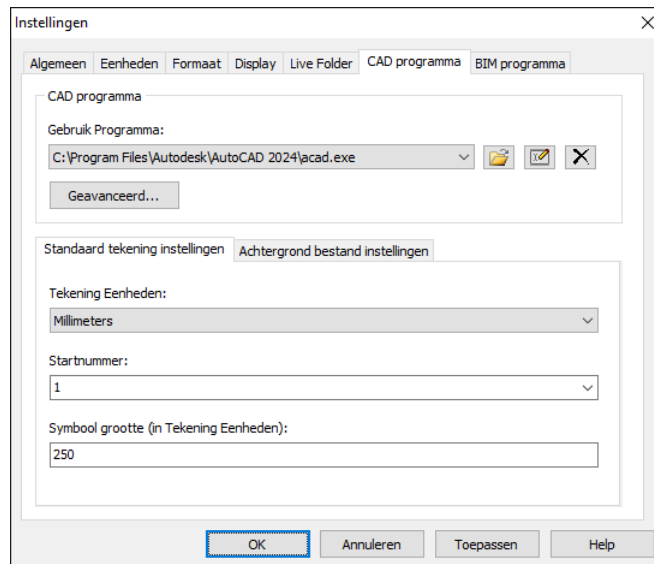 Instellingen
Algemeen Eenheden Formaat Display Live Folder CAD programma BIM programma
CAD programma
Gebruik Programma:
C:\Program Files\Autodesk\AutoCAD 2024\acad.exe
Geavanceerd...
Standaard tekening instellingen Achtergrond bestand instellingen
Tekening Eenheden:
Millimeters
Startnummer:
1
Symbool grootte (in Tekening Eenheden):
250
OK Annuleren Toepassen Help